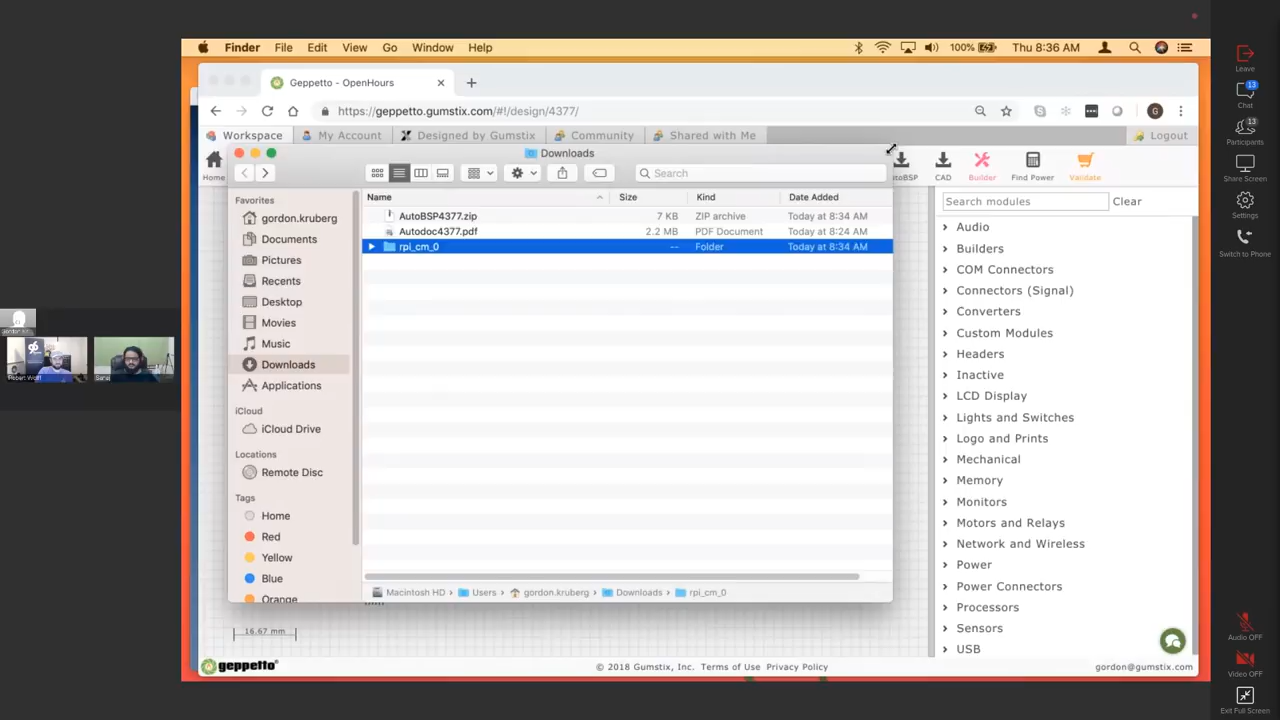 Finder File Edit View Go Window Help 100% Thu 8:36 AM
Geppetto - OpenHours
https://geppetto.gumstix.com/#!/design/4377/
Workspace My Account Designed by Gumstix Community Shared with Me Logout
Downloads
Home CAD Builder Find Power Validate
Search
Search modules Clear
Favorites
gordon.kruberg
Documents
Pictures
Recents
Desktop
Movies
Music
Downloads
Applications
iCloud
iCloud Drive
Locations
Remote Disc
Tags
Home
Red
Yellow
Blue
Orange
Name Size Kind Date Added
AutoBSP4377.zip 7 KB ZIP archive Today at 8:34 AM
Autodoc4377.pdf 2.2 MB PDF Document Today at 8:24 AM
rpi_cm_0 -- Folder Today at 8:34 AM
Macintosh HD Users gordon.kruberg Downloads rpi_cm_0
Audio
Builders
COM Connectors
Connectors (Signal)
Converters
Custom Modules
Headers
Inactive
LCD Display
Lights and Switches
Logo and Prints
Mechanical
Memory
Monitors
Motors and Relays
Network and Wireless
Power
Power Connectors
Processors
Sensors
USB
16.67 mm
geppetto © 2018 Gumstix, Inc. Terms of Use Privacy Policy gordon@gumstix.com
Robert Wolff
Leave
13
Chat
13
Participants
Share Screen
Settings
Switch to Phone
Audio OFF
Video OFF
Exit Full Screen